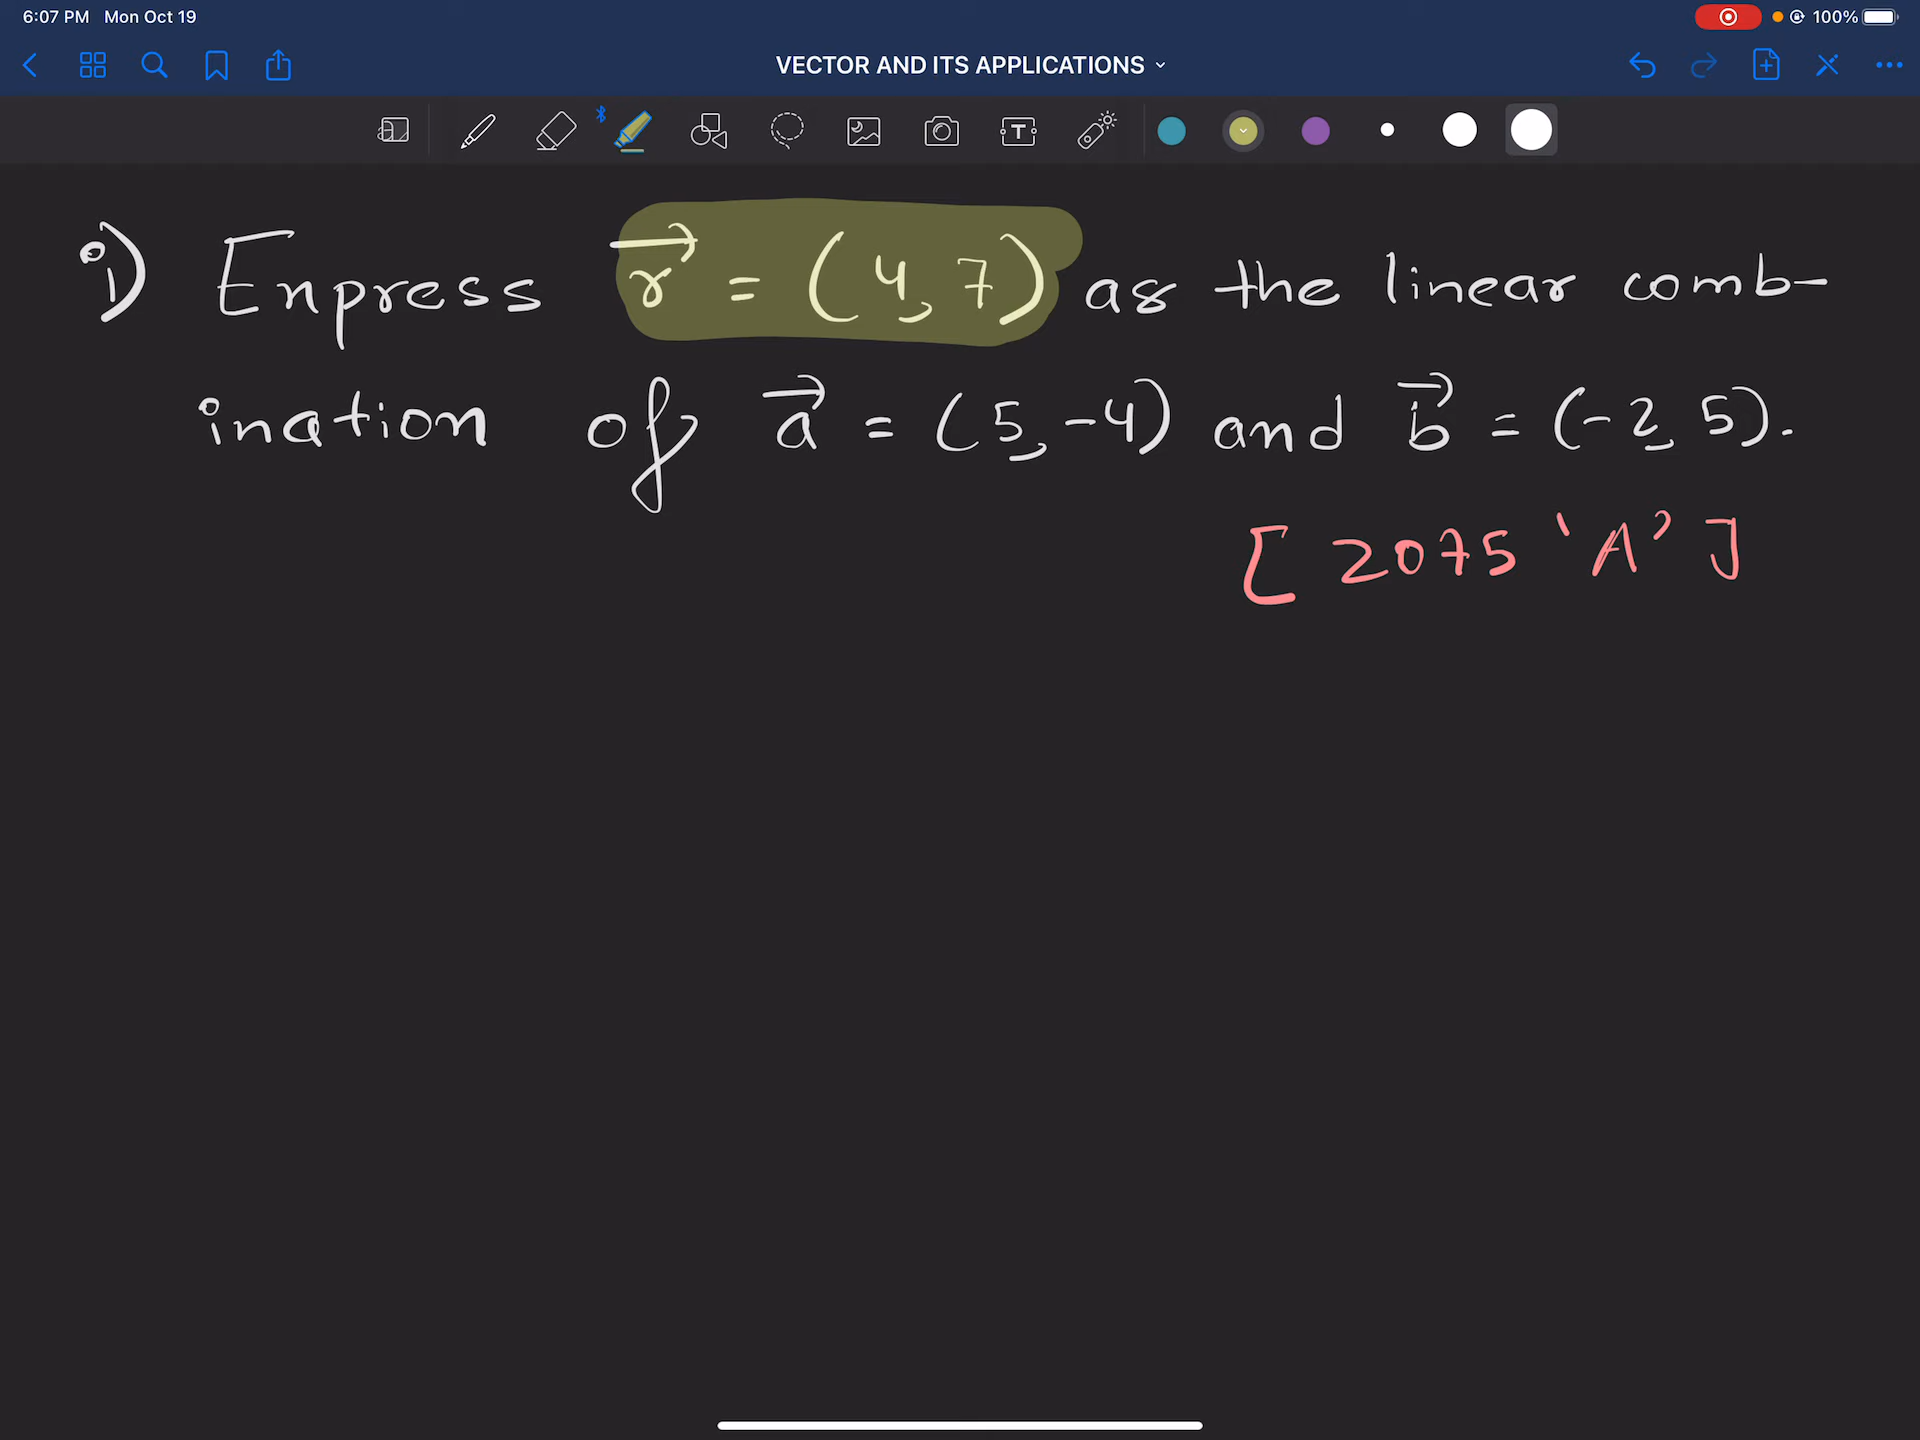 6:07 PM Mon Oct 19 100%
VECTOR AND ITS APPLICATIONS
i) Express r⃗ = (4, 7) as the linear comb-
ination of a⃗ = (5, -4) and b⃗ = (-2, 5).
[2075 'A']